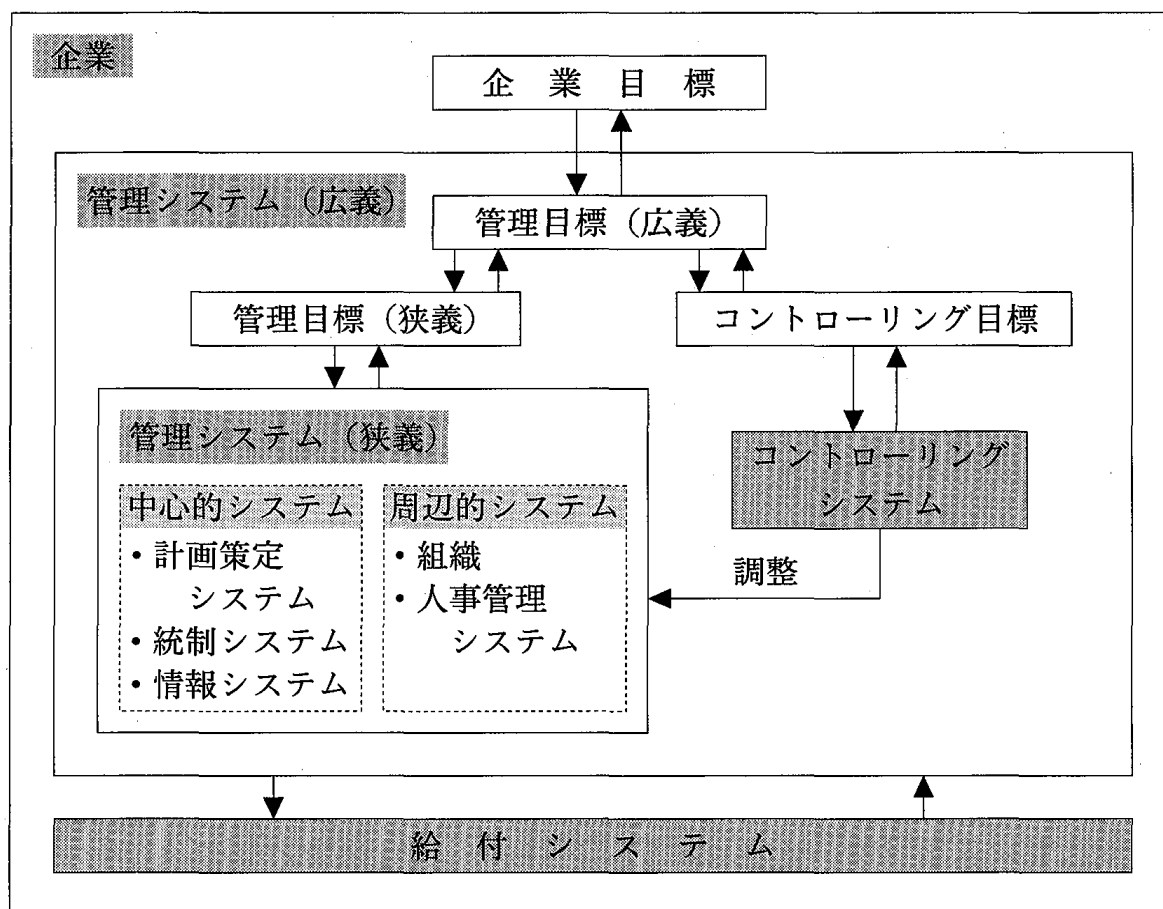 企業
企業目標
管理システム（広義）
管理目標（広義）
管理目標（狭義）
コントローリング目標
管理システム（狭義）
中心的システム
・計画策定
システム
・統制システム
・情報システム
周辺的システム
・組織
・人事管理
システム
コントローリング
システム
調整
給付システム